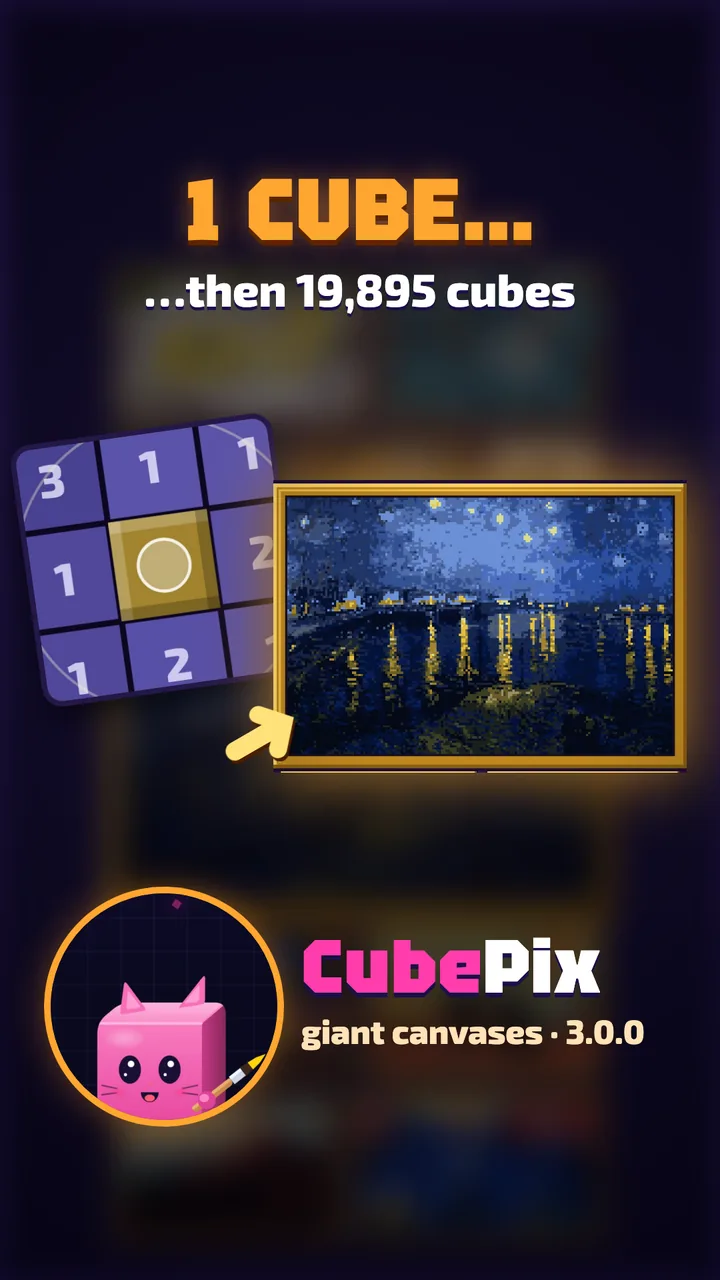 1 CUBE...
...then 19,895 cubes
3 1 1
1 2
1 2
CubePix
giant canvases · 3.0.0